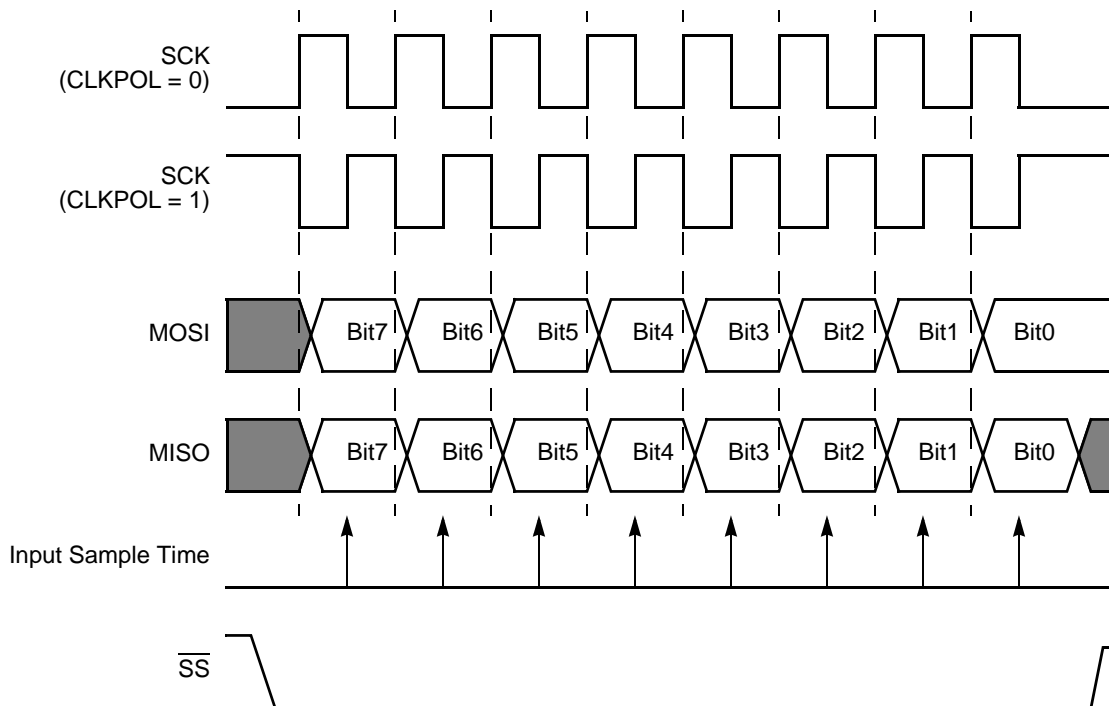 SCK
(CLKPOL = 0)
SCK
(CLKPOL = 1)
MOSI
Bit7 Bit6 Bit5 Bit4 Bit3 Bit2 Bit1 Bit0
MISO
Bit7 Bit6 Bit5 Bit4 Bit3 Bit2 Bit1 Bit0
Input Sample Time
S̅S̅